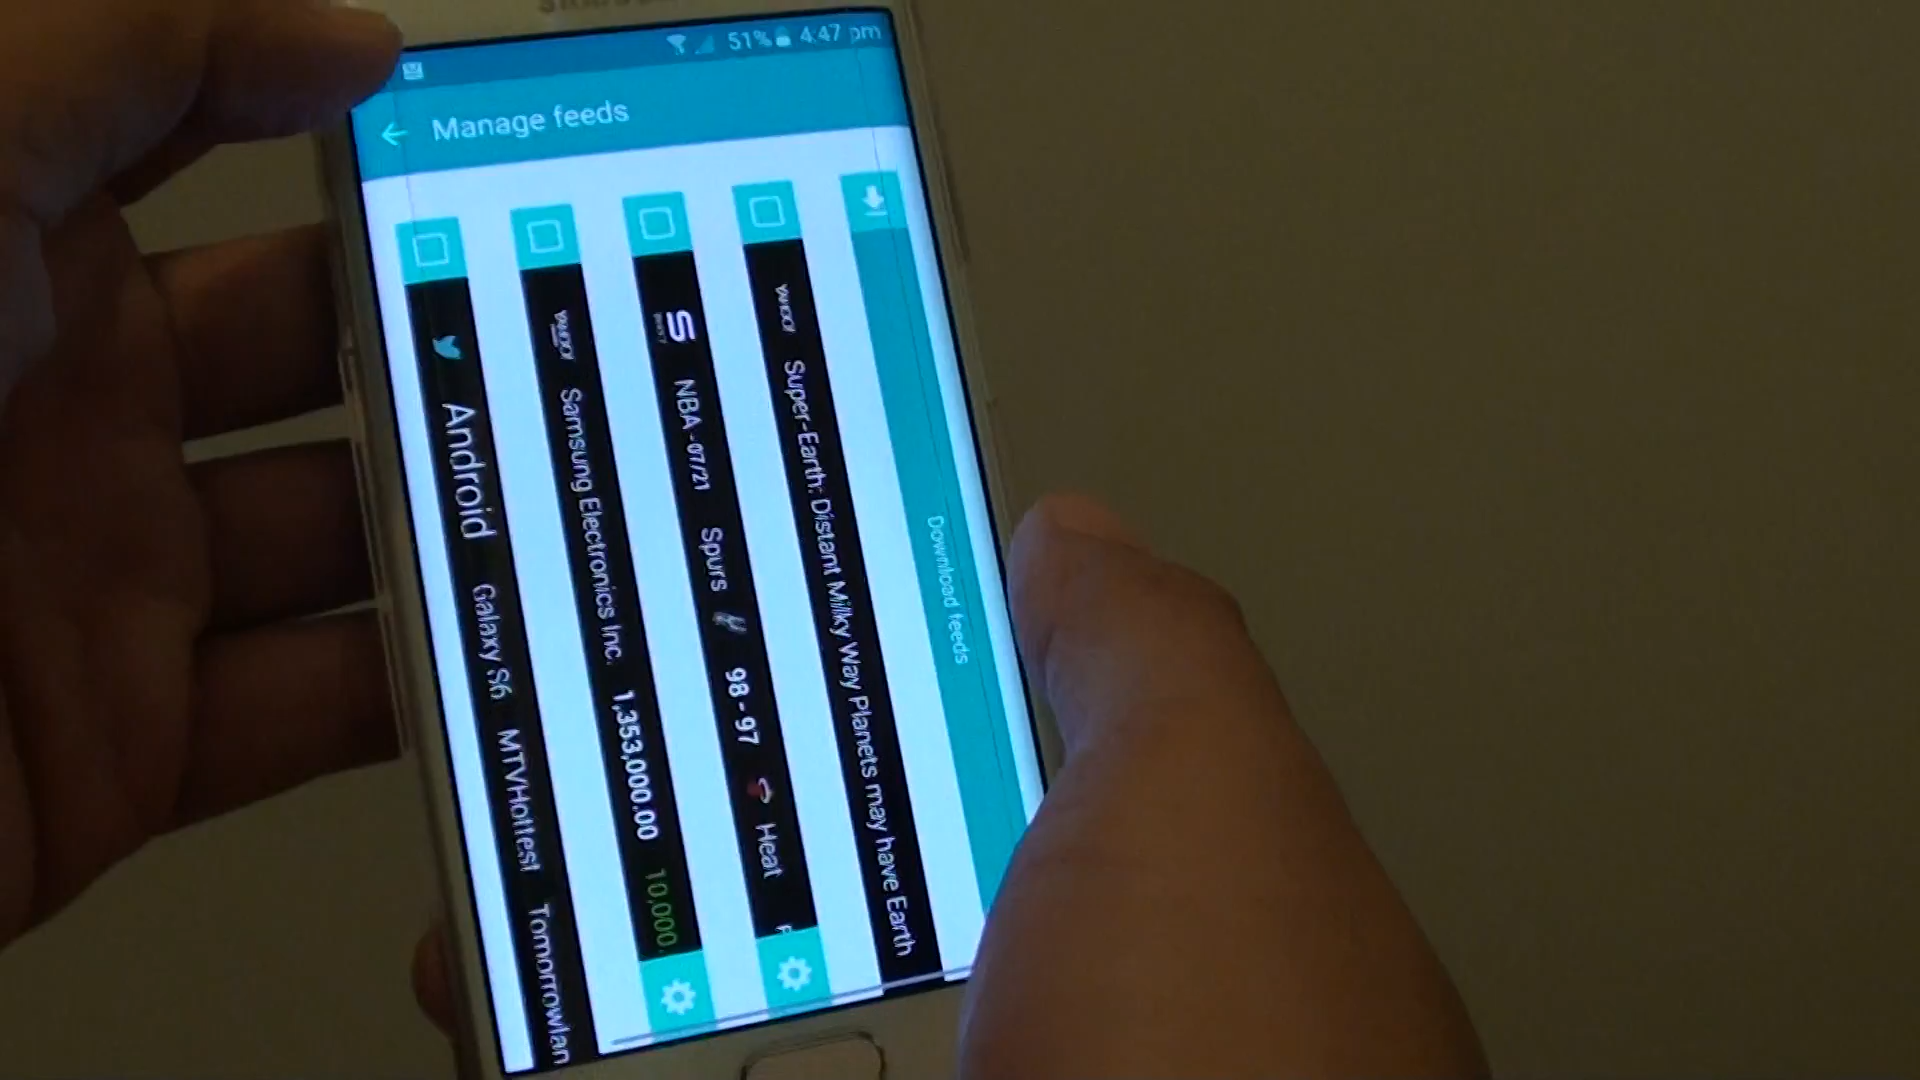 51% 4:47 pm
Manage feeds
Android Galaxy S6 MTVHottest Tomorrowlan
YAHOO! Samsung Electronics Inc. 1,353,000.00 10,000.
S NBA - 07/21 Spurs 98 - 97 Heat
YAHOO! Super-Earth: Distant Milky Way Planets may have Earth
Download feeds